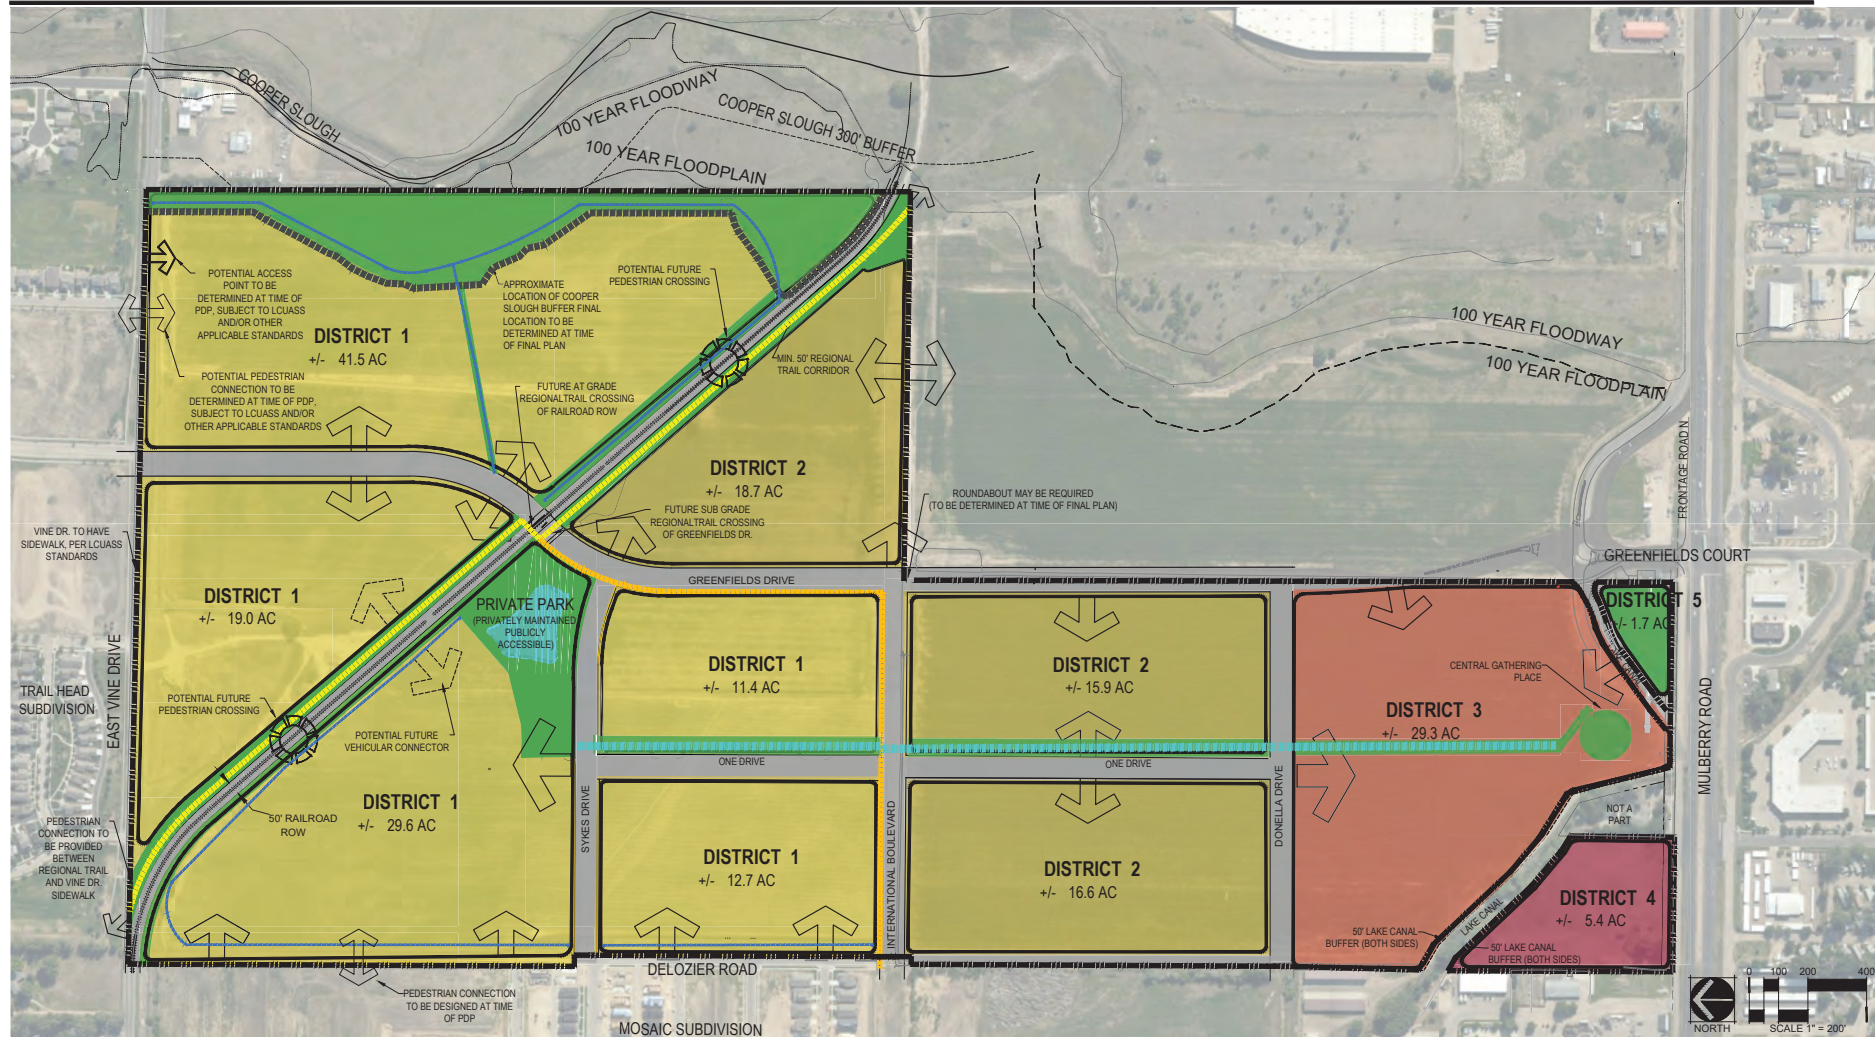 COOPER SLOUGH
100 YEAR FLOODWAY
COOPER SLOUGH 300' BUFFER
100 YEAR FLOODPLAIN
POTENTIAL ACCESS
POINT TO BE
DETERMINED AT TIME OF
PDP, SUBJECT TO LCUASS
AND/OR OTHER
APPLICABLE STANDARDS
DISTRICT 1
+/- 41.5 AC
POTENTIAL PEDESTRIAN
CONNECTION TO BE
DETERMINED AT TIME OF PDP,
SUBJECT TO LCUASS AND/OR
OTHER APPLICABLE STANDARDS
APPROXIMATE
LOCATION OF COOPER
SLOUGH BUFFER FINAL
LOCATION TO BE
DETERMINED AT TIME
OF FINAL PLAN
POTENTIAL FUTURE
PEDESTRIAN CROSSING
MIN. 50' REGIONAL
TRAIL CORRIDOR
FUTURE AT GRADE
REGIONALTRAIL CROSSING
OF RAILROAD ROW
100 YEAR FLOODWAY
100 YEAR FLOODPLAIN
DISTRICT 2
+/- 18.7 AC
FUTURE SUB GRADE
REGIONALTRAIL CROSSING
OF GREENFIELDS DR.
ROUNDABOUT MAY BE REQUIRED
(TO BE DETERMINED AT TIME OF FINAL PLAN)
FRONTAGE ROAD N
GREENFIELDS COURT
VINE DR. TO HAVE
SIDEWALK, PER LCUASS
STANDARDS
DISTRICT 1
+/- 19.0 AC
GREENFIELDS DRIVE
PRIVATE PARK
(PRIVATELY MAINTAINED
PUBLICLY
ACCESSIBLE)
DISTRICT 5
+/- 1.7 AC
EAST VINE DRIVE
TRAIL HEAD
SUBDIVISION
DISTRICT 1
+/- 11.4 AC
DISTRICT 2
+/- 15.9 AC
CENTRAL GATHERING
PLACE
DISTRICT 3
+/- 29.3 AC
MULBERRY ROAD
POTENTIAL FUTURE
PEDESTRIAN CROSSING
POTENTIAL FUTURE
VEHICULAR CONNECTOR
ONE DRIVE
ONE DRIVE
DISTRICT 1
+/- 29.6 AC
50' RAILROAD
ROW
SYKES DRIVE
INTERNATIONAL BOULEVARD
DONELLA DRIVE
NOT A
PART
PEDESTRIAN
CONNECTION TO
BE PROVIDED
BETWEEN
REGIONAL TRAIL
AND VINE DR.
SIDEWALK
DISTRICT 1
+/- 12.7 AC
DISTRICT 2
+/- 16.6 AC
DISTRICT 4
+/- 5.4 AC
LAKE CANAL
50' LAKE CANAL
BUFFER (BOTH SIDES)
50' LAKE CANAL
BUFFER (BOTH SIDES)
DELOZIER ROAD
PEDESTRIAN CONNECTION
TO BE DESIGNED AT TIME
OF PDP
MOSAIC SUBDIVISION
NORTH
0 100 200 400
SCALE 1" = 200'